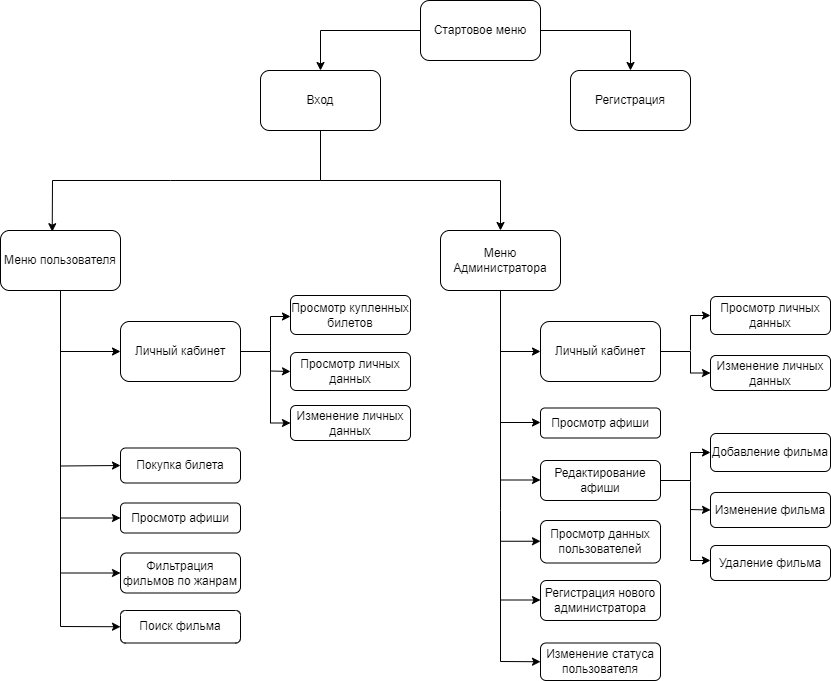 Стартовое меню
Вход
Регистрация
Меню пользователя
Меню
Администратора
Личный кабинет
Просмотр купленных
билетов
Просмотр личных
данных
Изменение личных
данных
Покупка билета
Просмотр афиши
Фильтрация
фильмов по жанрам
Поиск фильма
Личный кабинет
Просмотр личных
данных
Изменение личных
данных
Просмотр афиши
Редактирование
афиши
Добавление фильма
Изменение фильма
Удаление фильма
Просмотр данных
пользователей
Регистрация нового
администратора
Изменение статуса
пользователя